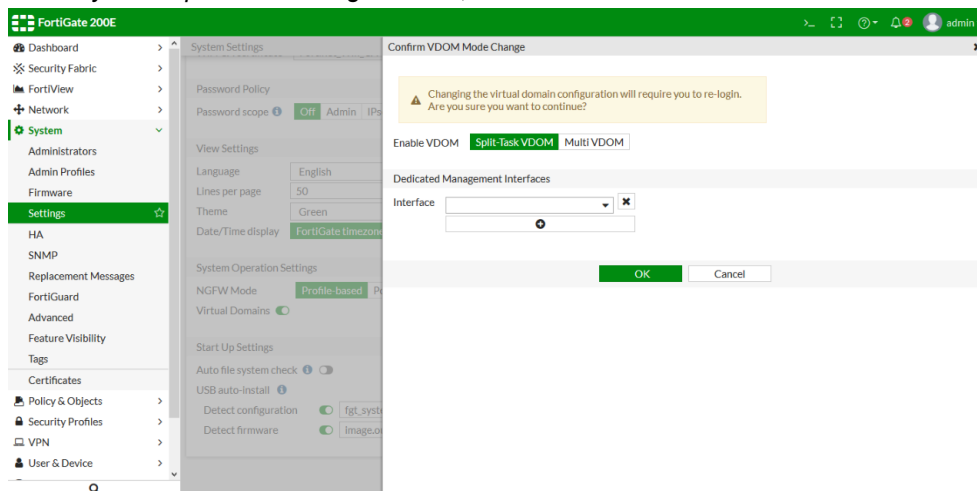 FortiGate 200E
>_
2
admin
Dashboard
Security Fabric
FortiView
Network
System
Administrators
Admin Profiles
Firmware
Settings
HA
SNMP
Replacement Messages
FortiGuard
Advanced
Feature Visibility
Tags
Certificates
Policy & Objects
Security Profiles
VPN
User & Device
System Settings
Password Policy
Password scope Off Admin IPs
View Settings
Language English
Lines per page 50
Theme Green
Date/Time display FortiGate timezone
System Operation Settings
NGFW Mode Profile-based
Virtual Domains
Start Up Settings
Auto file system check
USB auto-install
Detect configuration fgt_syst
Detect firmware image.o
Confirm VDOM Mode Change
Changing the virtual domain configuration will require you to re-login.
Are you sure you want to continue?
Enable VDOM Split-Task VDOM Multi VDOM
Dedicated Management Interfaces
Interface
OK Cancel